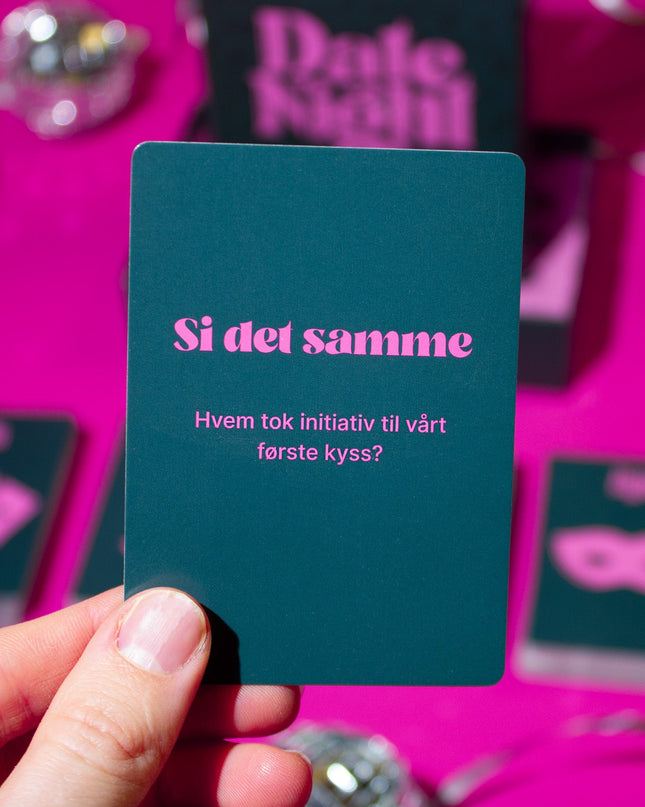 Date
Night
Si det samme
Hvem tok initiativ til vårt
første kyss?